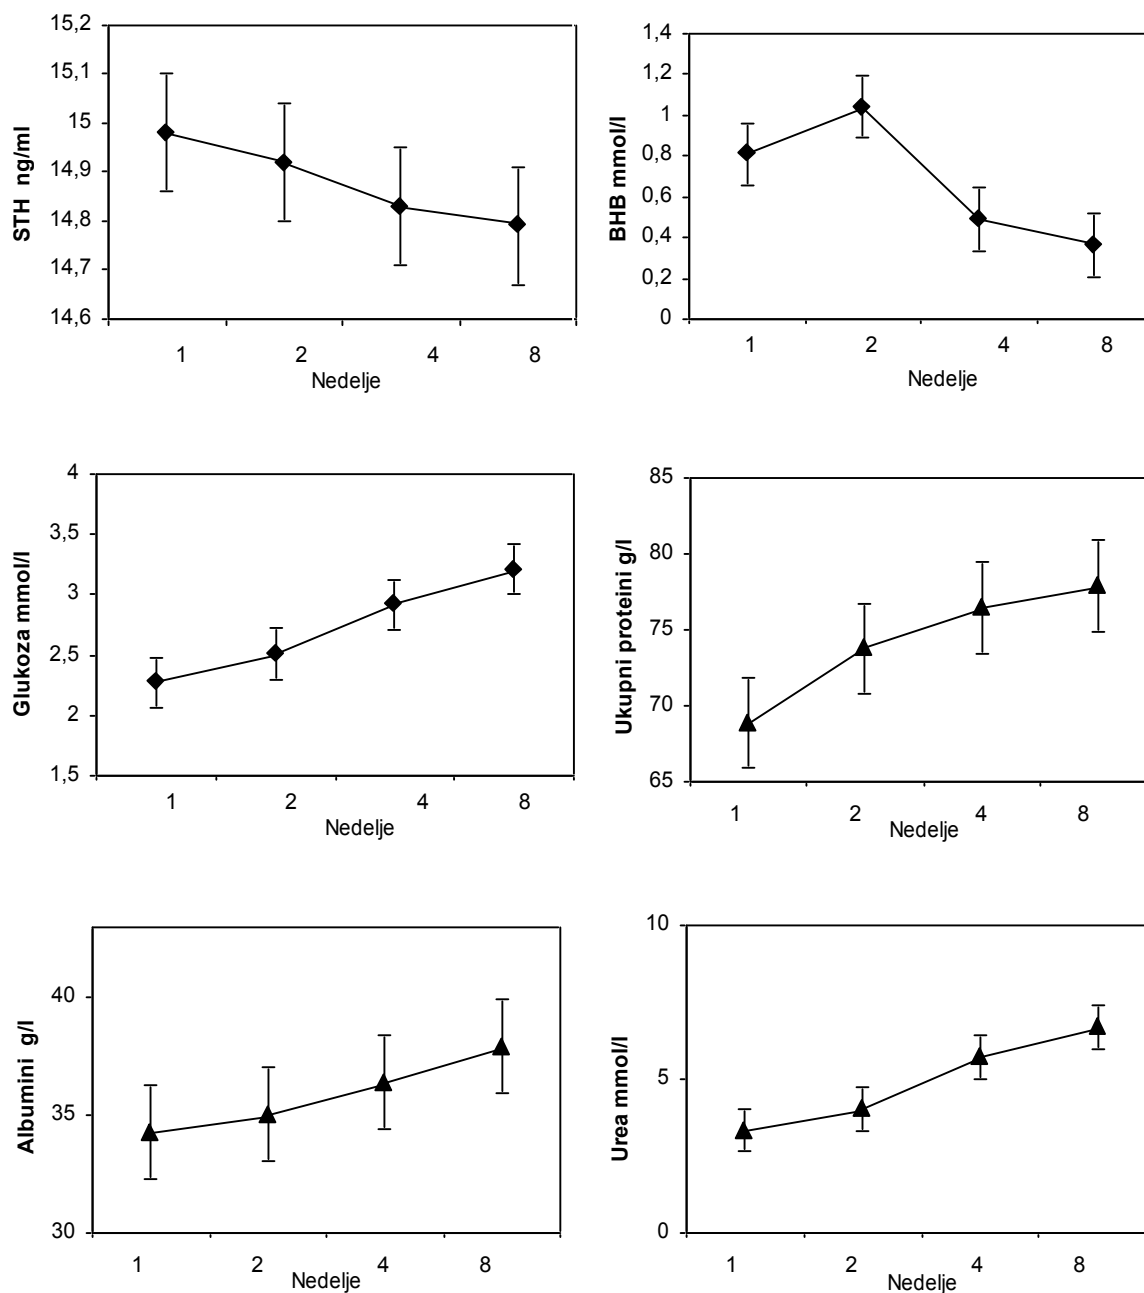 STH ng/ml
15,2
15,1
15
14,9
14,8
14,7
14,6
1 2 4 8
Nedelje
BHB mmol/l
1,4
1,2
1
0,8
0,6
0,4
0,2
0
1 2 4 8
Nedelje
Glukoza mmol/l
4
3,5
3
2,5
2
1,5
1 2 4 8
Nedelje
Ukupni proteini g/l
85
80
75
70
65
1 2 4 8
Nedelje
Albumini g/l
40
35
30
1 2 4 8
Nedelje
Urea mmol/l
10
5
0
1 2 4 8
Nedelje